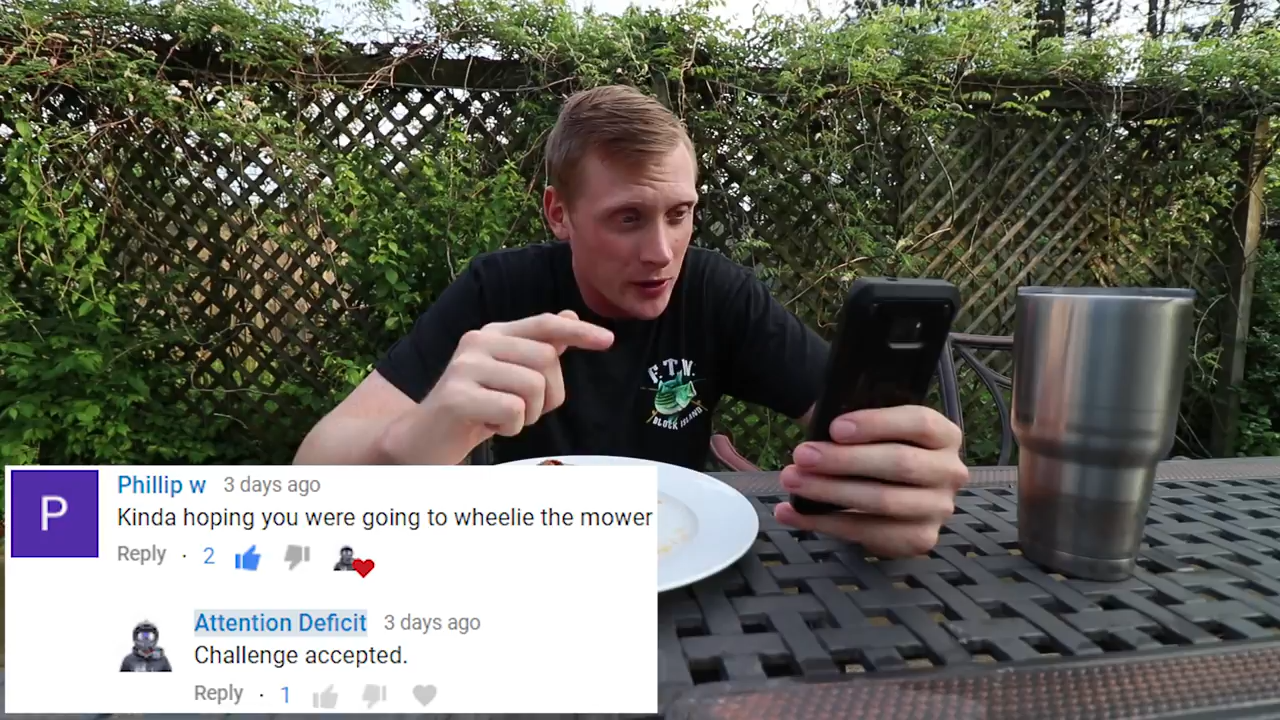 F.T.W.
BLOCK ISLAND
P
Phillip w 3 days ago
Kinda hoping you were going to wheelie the mower
Reply · 2
Attention Deficit 3 days ago
Challenge accepted.
Reply · 1